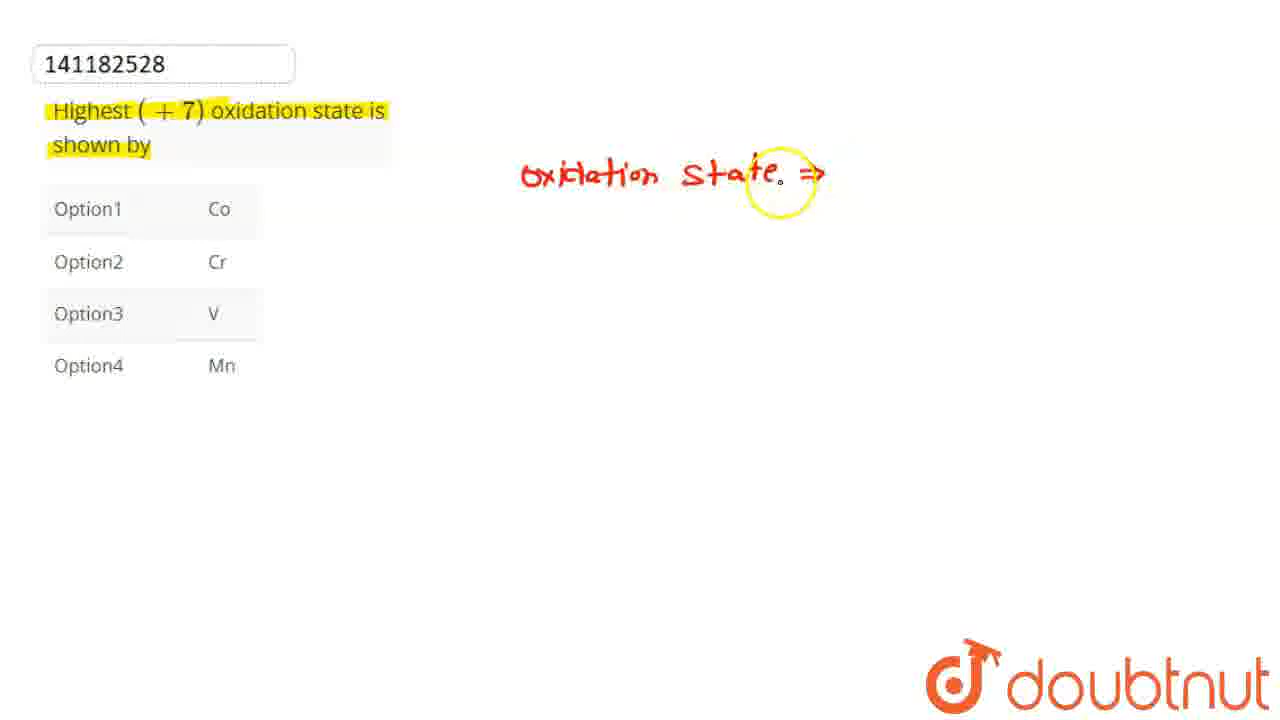 141182528
Highest (+7) oxidation state is
shown by
oxidation state. ⇒
Option1 Co
Option2 Cr
Option3 V
Option4 Mn
doubtnut